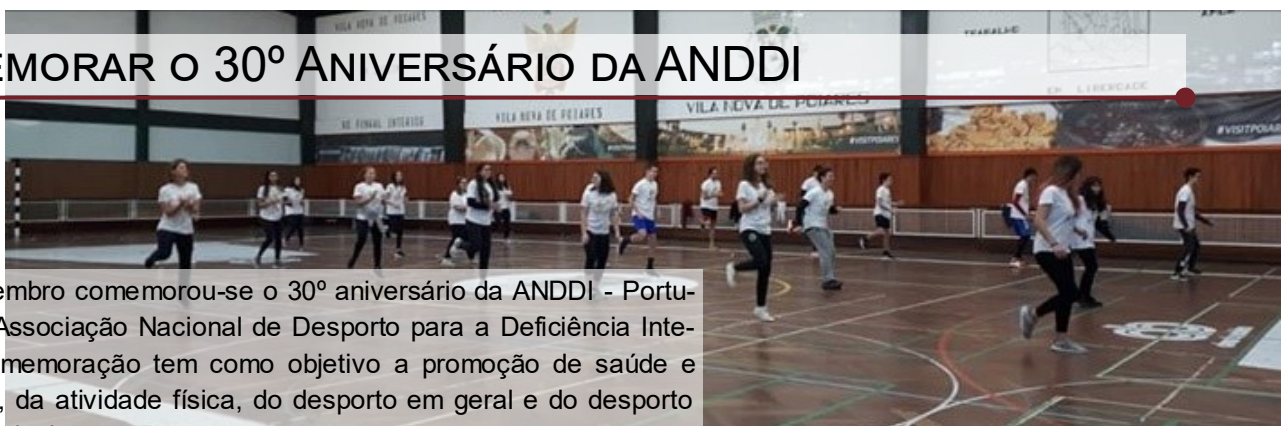 EMORAR O 30º ANIVERSÁRIO DA ANDDI
VILA NOVA DE POIARES
TRABALHO
EM LIBERDADE
VILA NOVA DE POIARES
VILA NOVA DE POIARES
#VISITPOIARES
#VISITPOIARES
embro comemorou-se o 30º aniversário da ANDDI - Portu-
Associação Nacional de Desporto para a Deficiência Inte-
memoração tem como objetivo a promoção de saúde e
, da atividade física, do desporto em geral e do desporto